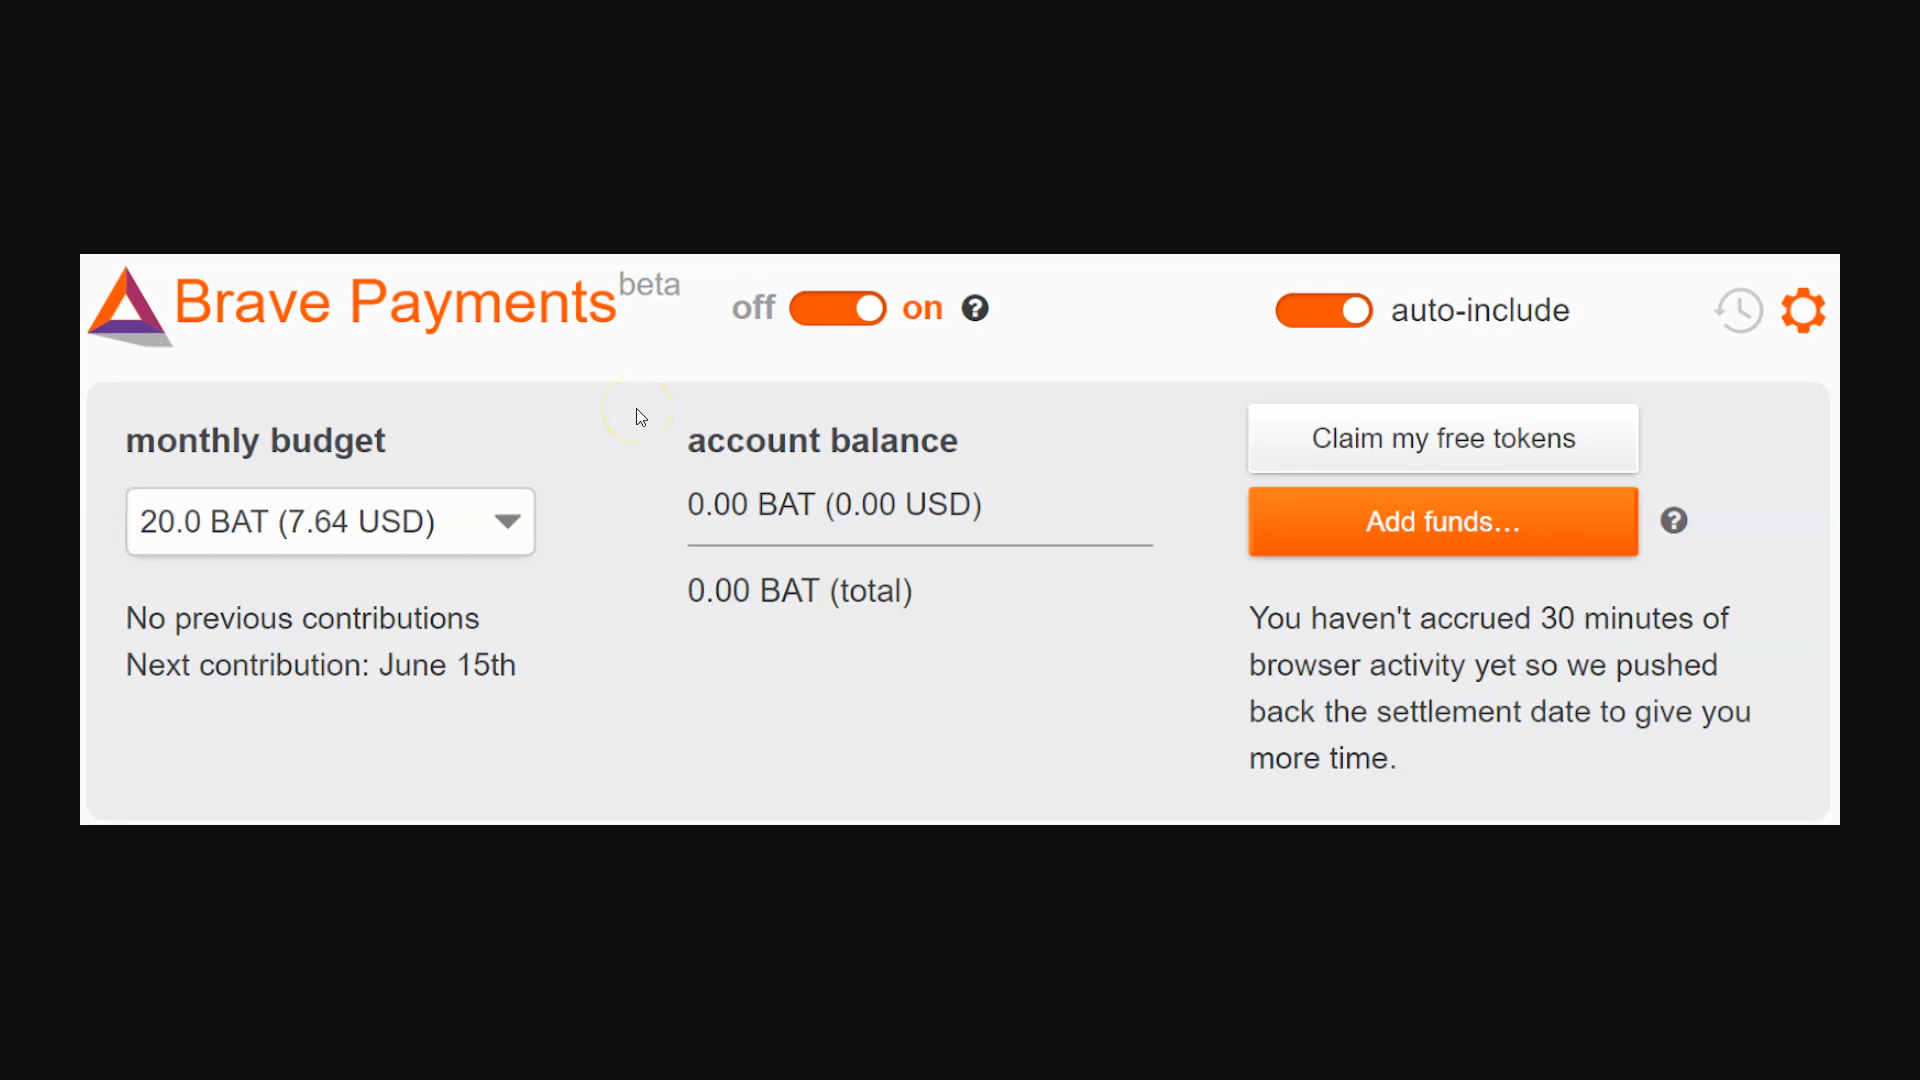 Brave Payments beta
off on ? auto-include
monthly budget
20.0 BAT (7.64 USD)
No previous contributions
Next contribution: June 15th
account balance
0.00 BAT (0.00 USD)
0.00 BAT (total)
Claim my free tokens
Add funds... ?
You haven't accrued 30 minutes of
browser activity yet so we pushed
back the settlement date to give you
more time.